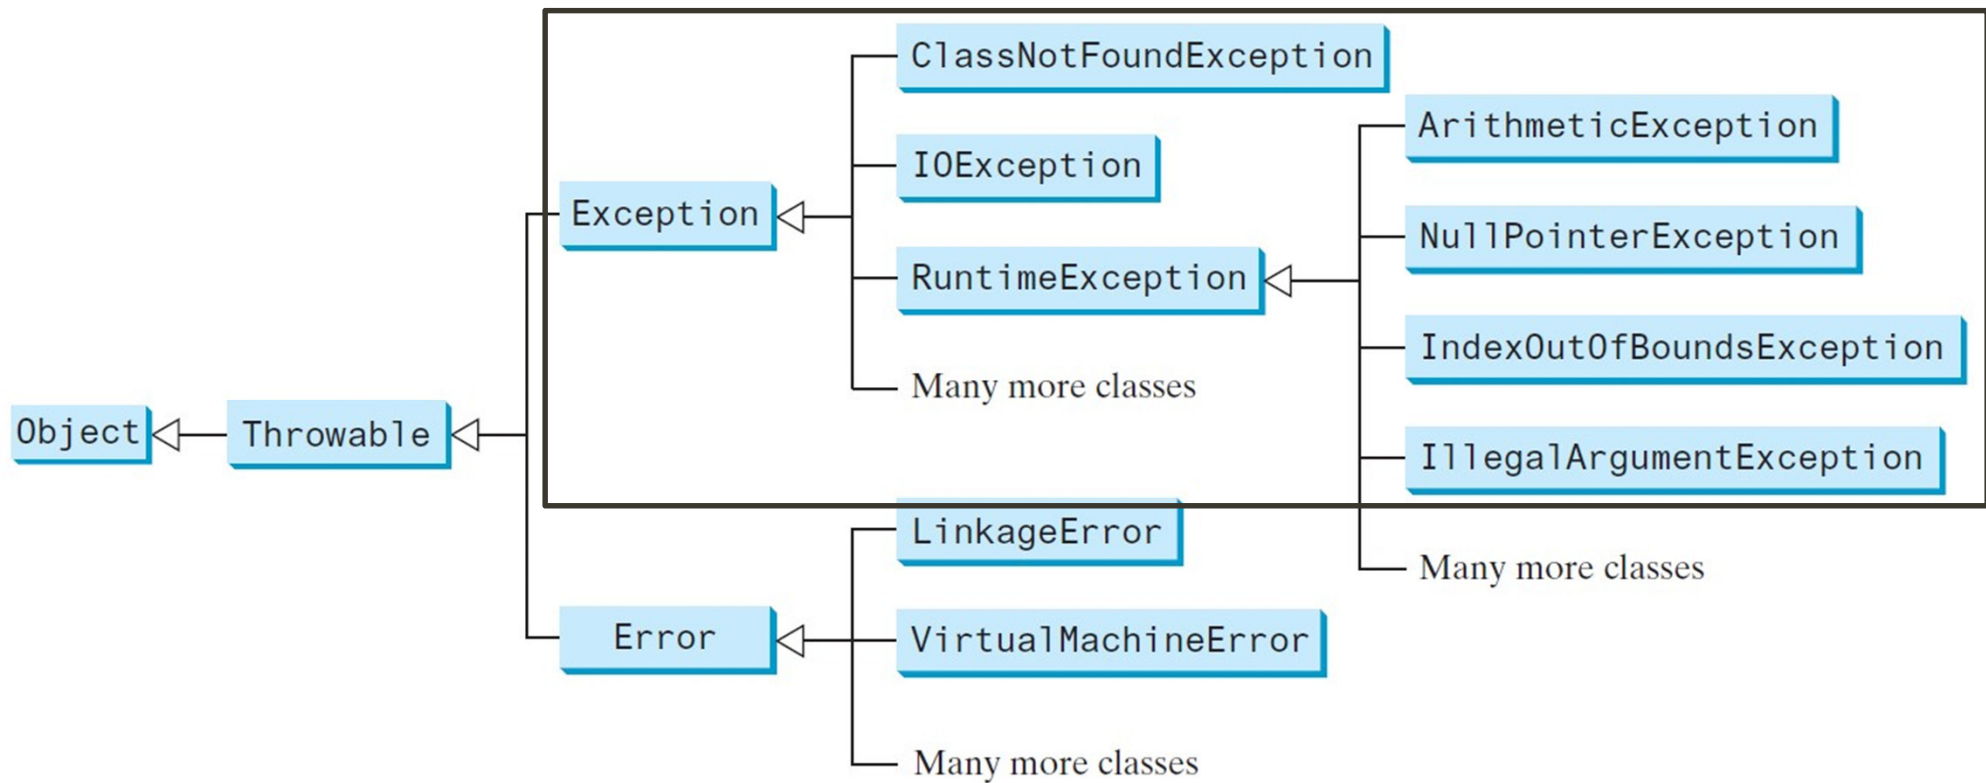 ClassNotFoundException
ArithmeticException
IOException
Exception
NullPointerException
RuntimeException
IndexOutOfBoundsException
Many more classes
Object
Throwable
IllegalArgumentException
LinkageError
Many more classes
Error
VirtualMachineError
Many more classes